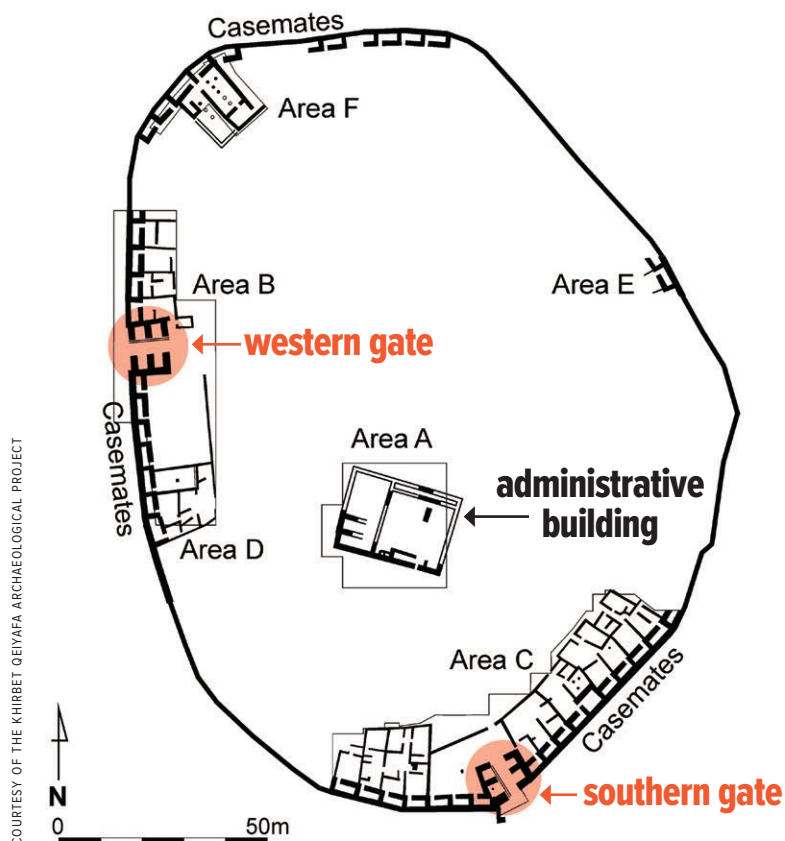 Casemates
Area F
Area B
Area E
western gate
Casemates
Area A
administrative
building
Area D
Area C
Casemates
southern gate
N
0 50m
COURTESY OF THE KHIRBET QEIYAFA ARCHAEOLOGICAL PROJECT